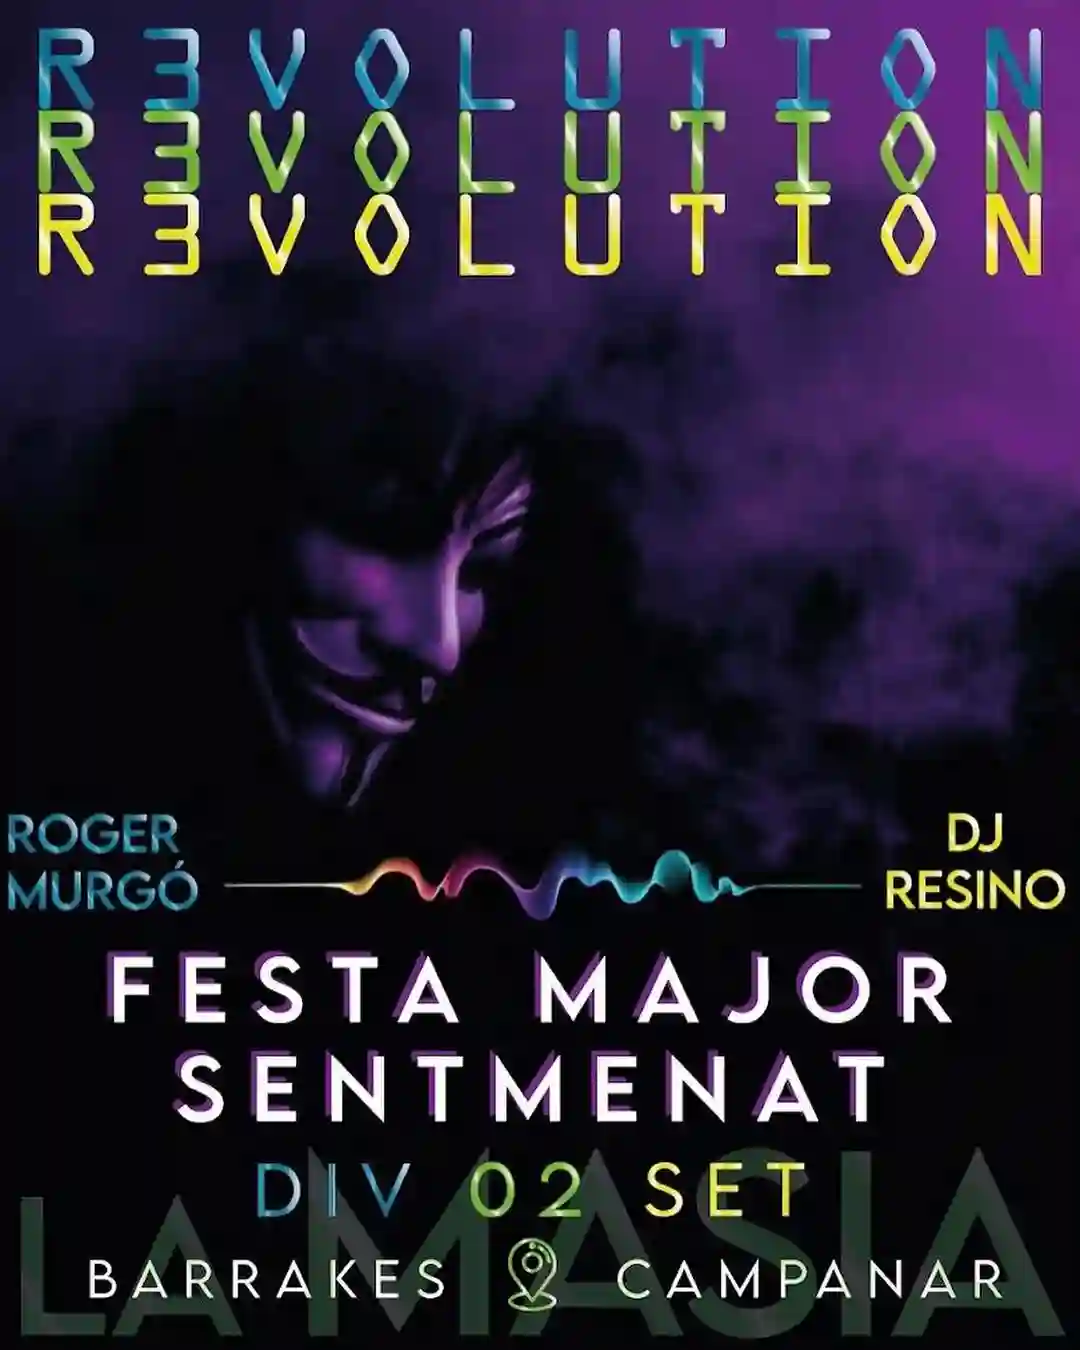 R3VOLUTION
R3VOLUTION
R3VOLUTION
ROGER
MURGÓ
DJ
RESINO
FESTA MAJOR
SENTMENAT
DIV 02 SET
LA MASIA
BARRAKES CAMPANAR